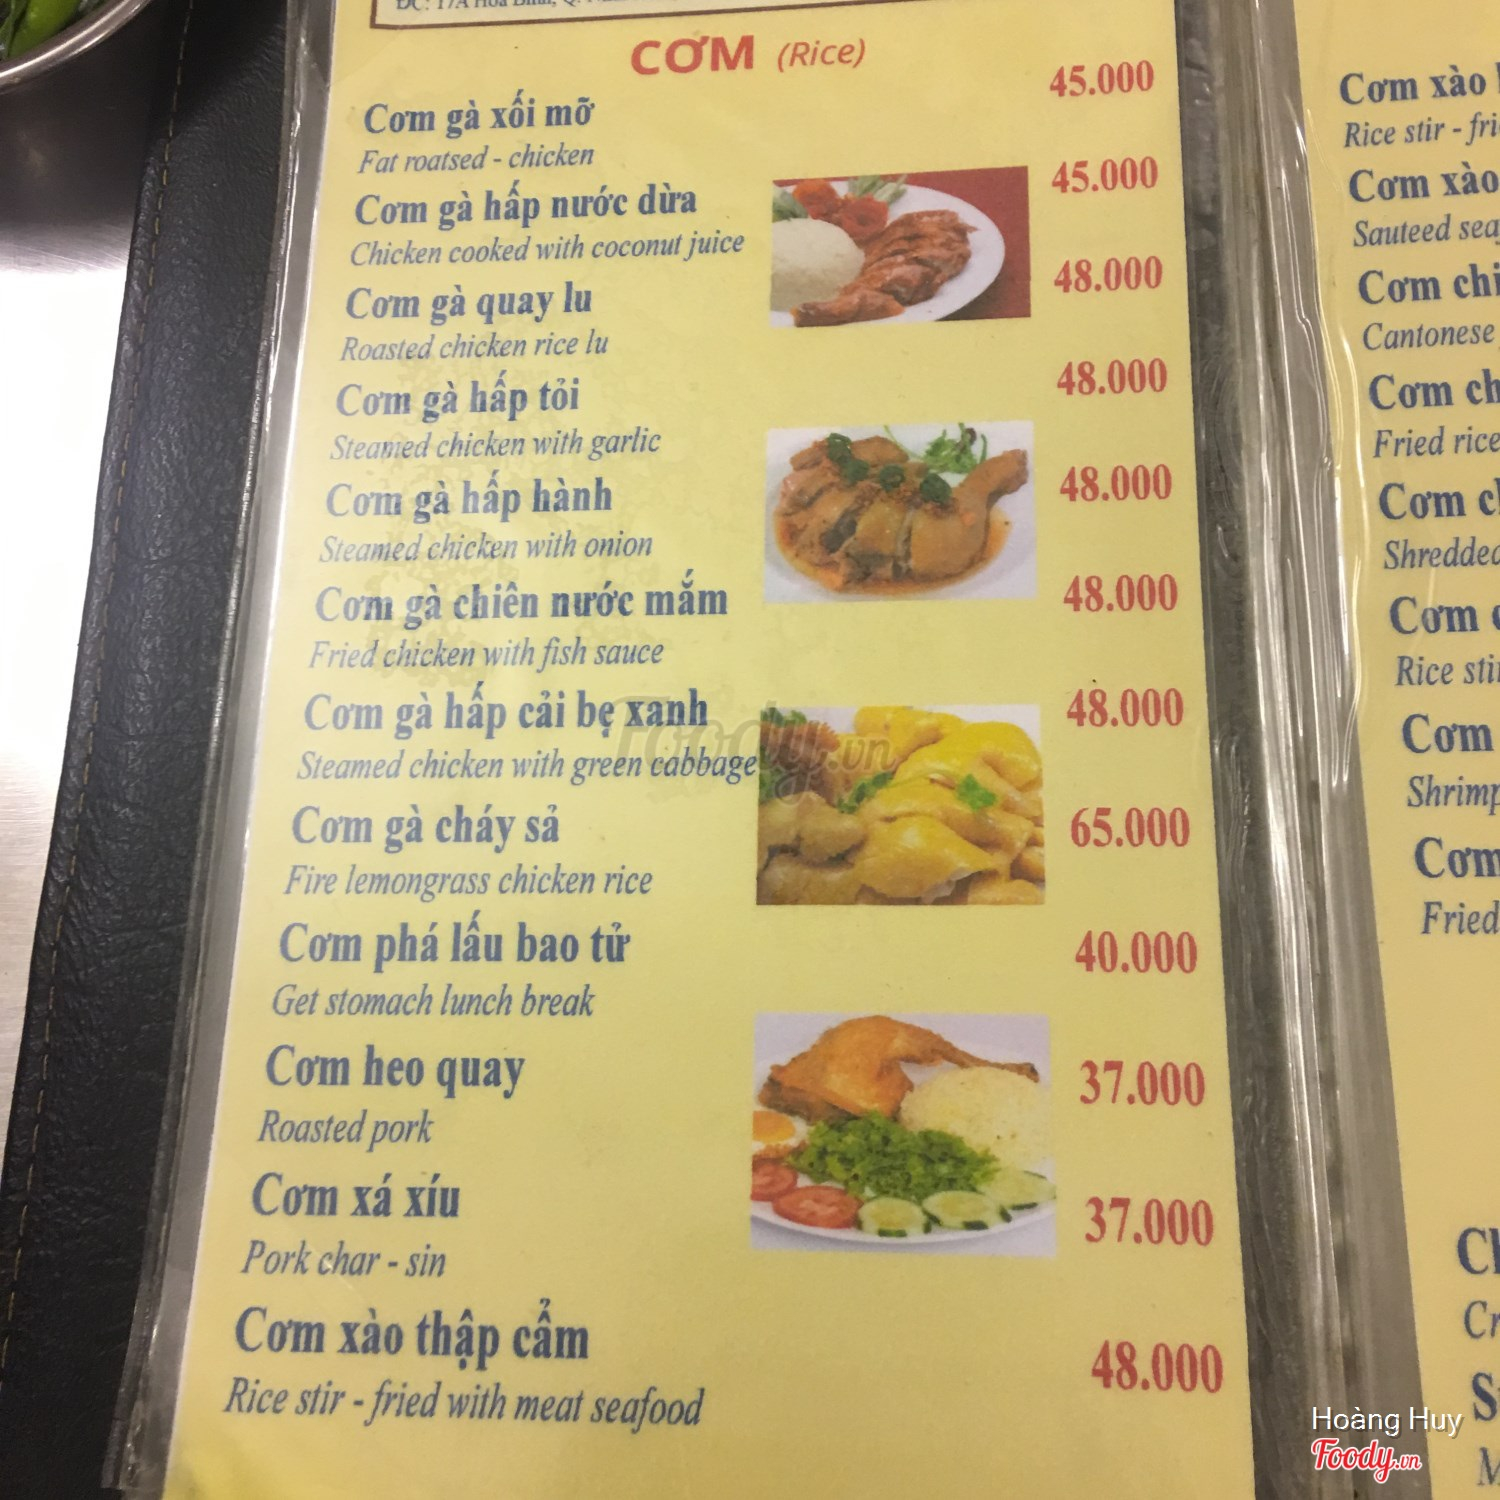 CƠM (Rice)
Cơm gà xối mỡ 45.000
Fat roatsed - chicken
Cơm gà hấp nước dừa 45.000
Chicken cooked with coconut juice
Cơm gà quay lu 48.000
Roasted chicken rice lu
Cơm gà hấp tỏi 48.000
Steamed chicken with garlic
Cơm gà hấp hành 48.000
Steamed chicken with onion
Cơm gà chiên nước mắm 48.000
Fried chicken with fish sauce
Cơm gà hấp cải bẹ xanh 48.000
Steamed chicken with green cabbage
Cơm gà cháy sả 65.000
Fire lemongrass chicken rice
Cơm phá lấu bao tử 40.000
Get stomach lunch break
Cơm heo quay 37.000
Roasted pork
Cơm xá xíu 37.000
Pork char - sin
Cơm xào thập cẩm 48.000
Rice stir - fried with meat seafood
Cơm xào
Rice stir - fri
Cơm xào
Sauteed sea
Cơm chi
Cantonese
Cơm ch
Fried rice
Cơm c
Shredded
Cơm
Rice stir
Cơm
Shrimp
Cơm
Fried
Foody.vn
Hoàng Huy
Foody.vn